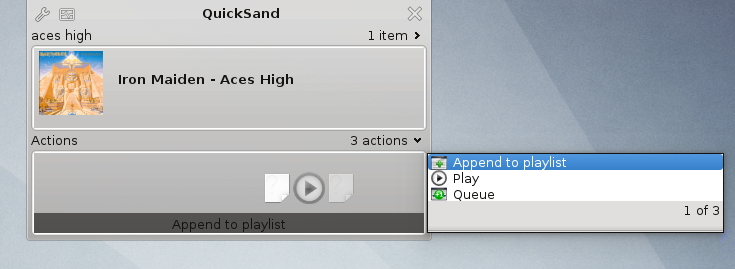 QuickSand
aces high 1 item
Iron Maiden - Aces High
Actions 3 actions
Append to playlist
Append to playlist
Play
Queue
1 of 3